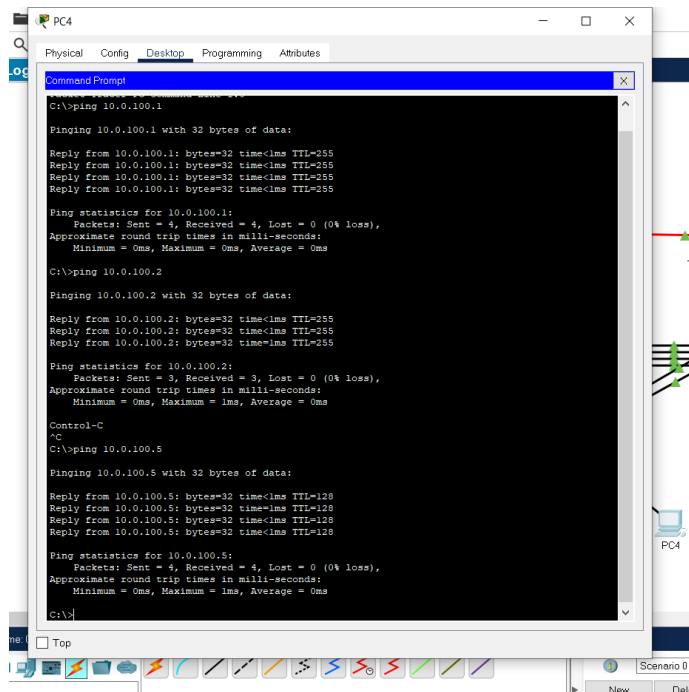 PC4
Physical Config Desktop Programming Attributes
Command Prompt
X
C:\>ping 10.0.100.1
Pinging 10.0.100.1 with 32 bytes of data:
Reply from 10.0.100.1: bytes=32 time<1ms TTL=255
Reply from 10.0.100.1: bytes=32 time<1ms TTL=255
Reply from 10.0.100.1: bytes=32 time<1ms TTL=255
Reply from 10.0.100.1: bytes=32 time<1ms TTL=255
Ping statistics for 10.0.100.1:
Packets: Sent = 4, Received = 4, Lost = 0 (0% loss),
Approximate round trip times in milli-seconds:
Minimum = 0ms, Maximum = 0ms, Average = 0ms
C:\>ping 10.0.100.2
Pinging 10.0.100.2 with 32 bytes of data:
Reply from 10.0.100.2: bytes=32 time<1ms TTL=255
Reply from 10.0.100.2: bytes=32 time<1ms TTL=255
Reply from 10.0.100.2: bytes=32 time=1ms TTL=255
Ping statistics for 10.0.100.2:
Packets: Sent = 3, Received = 3, Lost = 0 (0% loss),
Approximate round trip times in milli-seconds:
Minimum = 0ms, Maximum = 1ms, Average = 0ms
Control-C
^C
C:\>ping 10.0.100.5
Pinging 10.0.100.5 with 32 bytes of data:
Reply from 10.0.100.5: bytes=32 time<1ms TTL=128
Reply from 10.0.100.5: bytes=32 time=1ms TTL=128
Reply from 10.0.100.5: bytes=32 time<1ms TTL=128
Reply from 10.0.100.5: bytes=32 time<1ms TTL=128
Ping statistics for 10.0.100.5:
Packets: Sent = 4, Received = 4, Lost = 0 (0% loss),
Approximate round trip times in milli-seconds:
Minimum = 0ms, Maximum = 1ms, Average = 0ms
C:\>
Top
PC4
Scenario 0
New